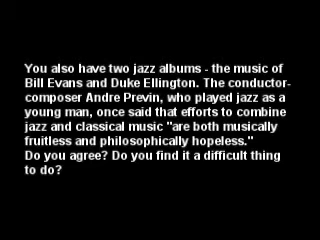 You also have two jazz albums - the music of
Bill Evans and Duke Ellington. The conductor-
composer Andre Previn, who played jazz as a
young man, once said that efforts to combine
jazz and classical music "are both musically
fruitless and philosophically hopeless."
Do you agree? Do you find it a difficult thing
to do?